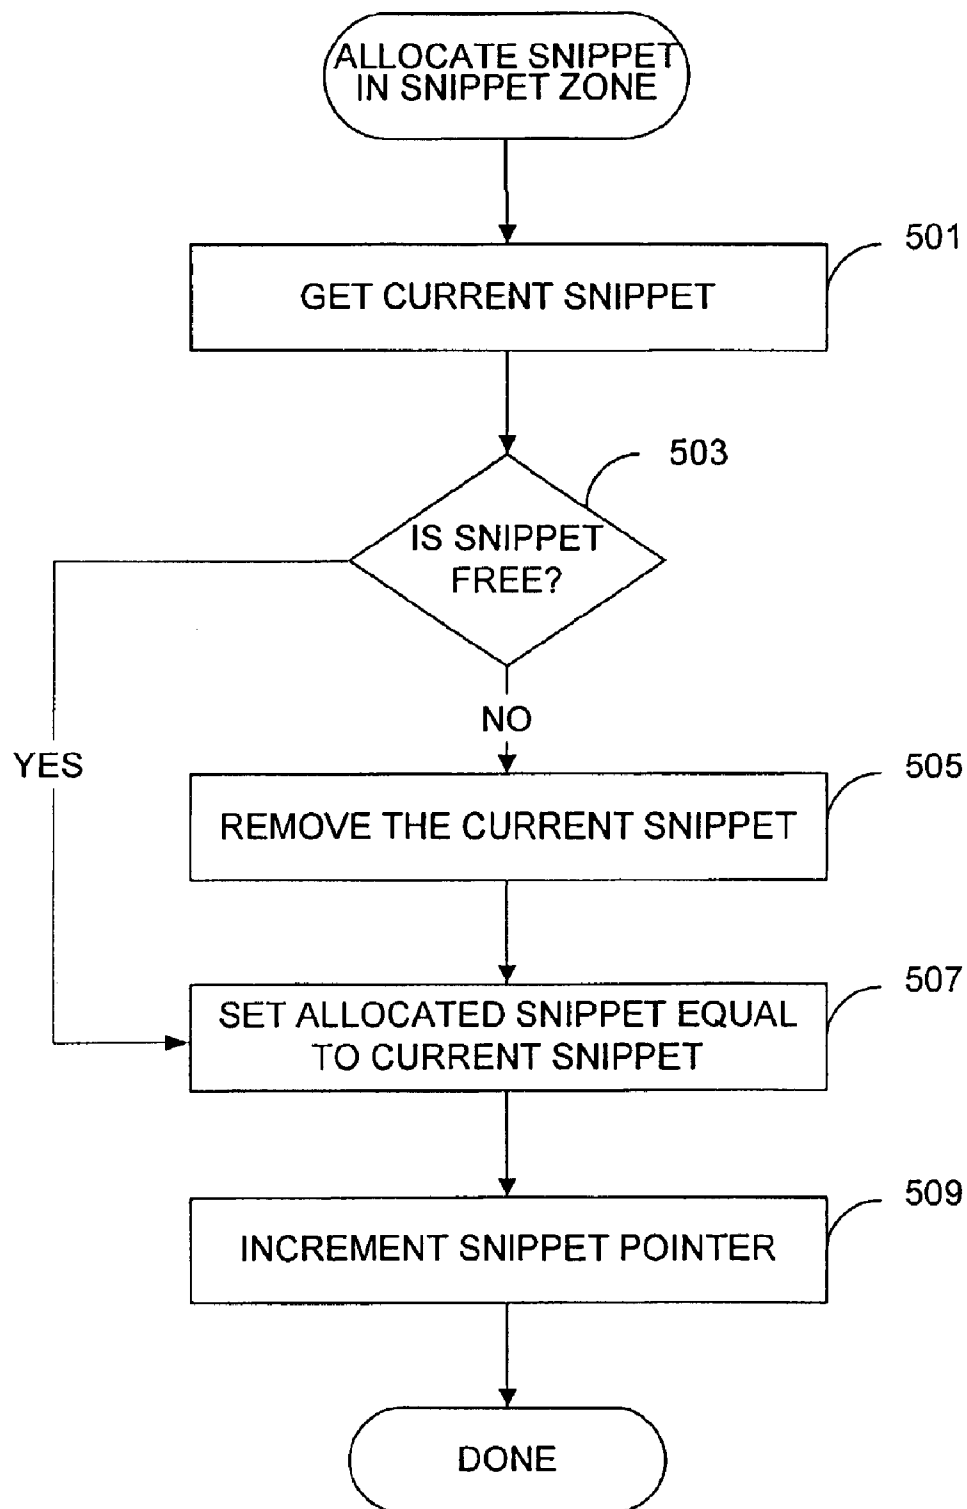 ALLOCATE SNIPPET
IN SNIPPET ZONE
501
GET CURRENT SNIPPET
503
IS SNIPPET
FREE?
NO
YES
505
REMOVE THE CURRENT SNIPPET
507
SET ALLOCATED SNIPPET EQUAL
TO CURRENT SNIPPET
509
INCREMENT SNIPPET POINTER
DONE